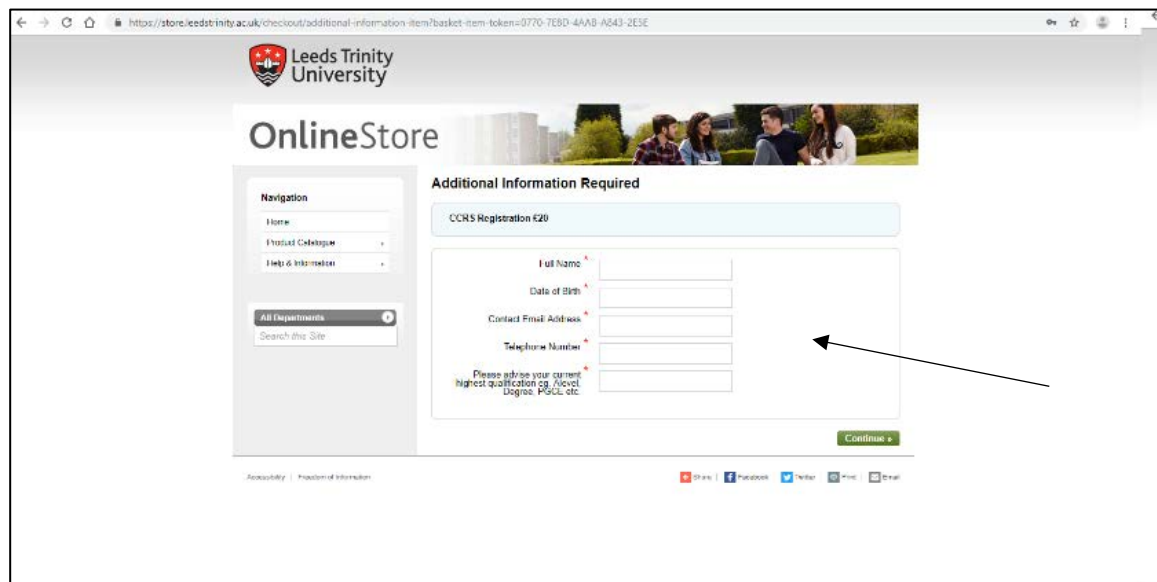 https://store.leedstrinity.ac.uk/checkout/additional-information-item?basket-item-token=0770-7E8D-4AAB-A843-2E5E
Leeds Trinity
University
OnlineStore
Navigation
Home
Product Catalogue
Help & Information
All Departments
Search this Site
Additional Information Required
CCRS Registration £20
Full Name *
Date of Birth *
Contact Email Address *
Telephone Number *
Please advise your current *
highest qualification eg. Alevel,
Degree, PGCE etc.
Continue »
Accessibility | Freedom of Information
Share | Facebook Twitter Print | Email